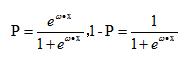 P = e^{ω•x} / (1 + e^{ω•x}), 1 - P = 1 / (1 + e^{ω•x})